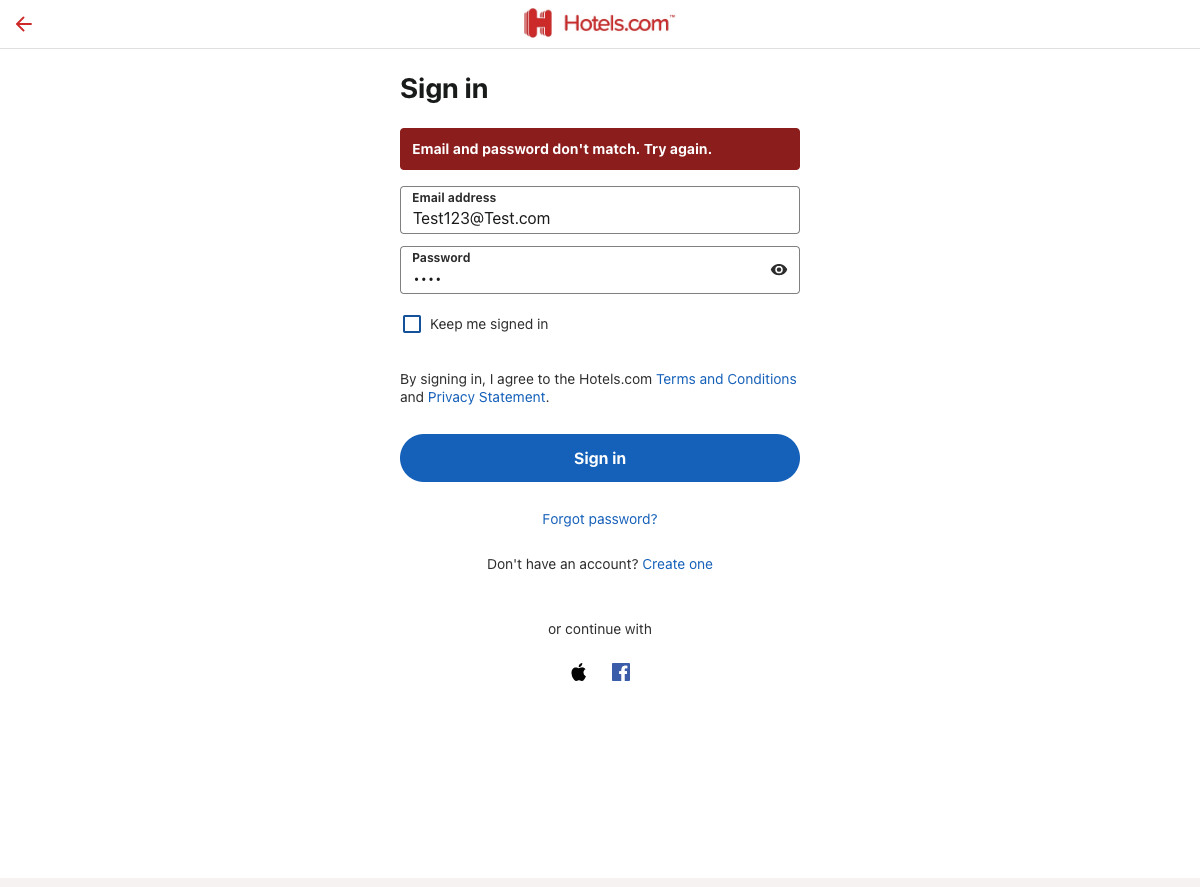 Hotels.com™
Sign in
Email and password don't match. Try again.
Email address
Test123@Test.com
Password
••••
Keep me signed in
By signing in, I agree to the Hotels.com Terms and Conditions
and Privacy Statement.
Sign in
Forgot password?
Don't have an account? Create one
or continue with